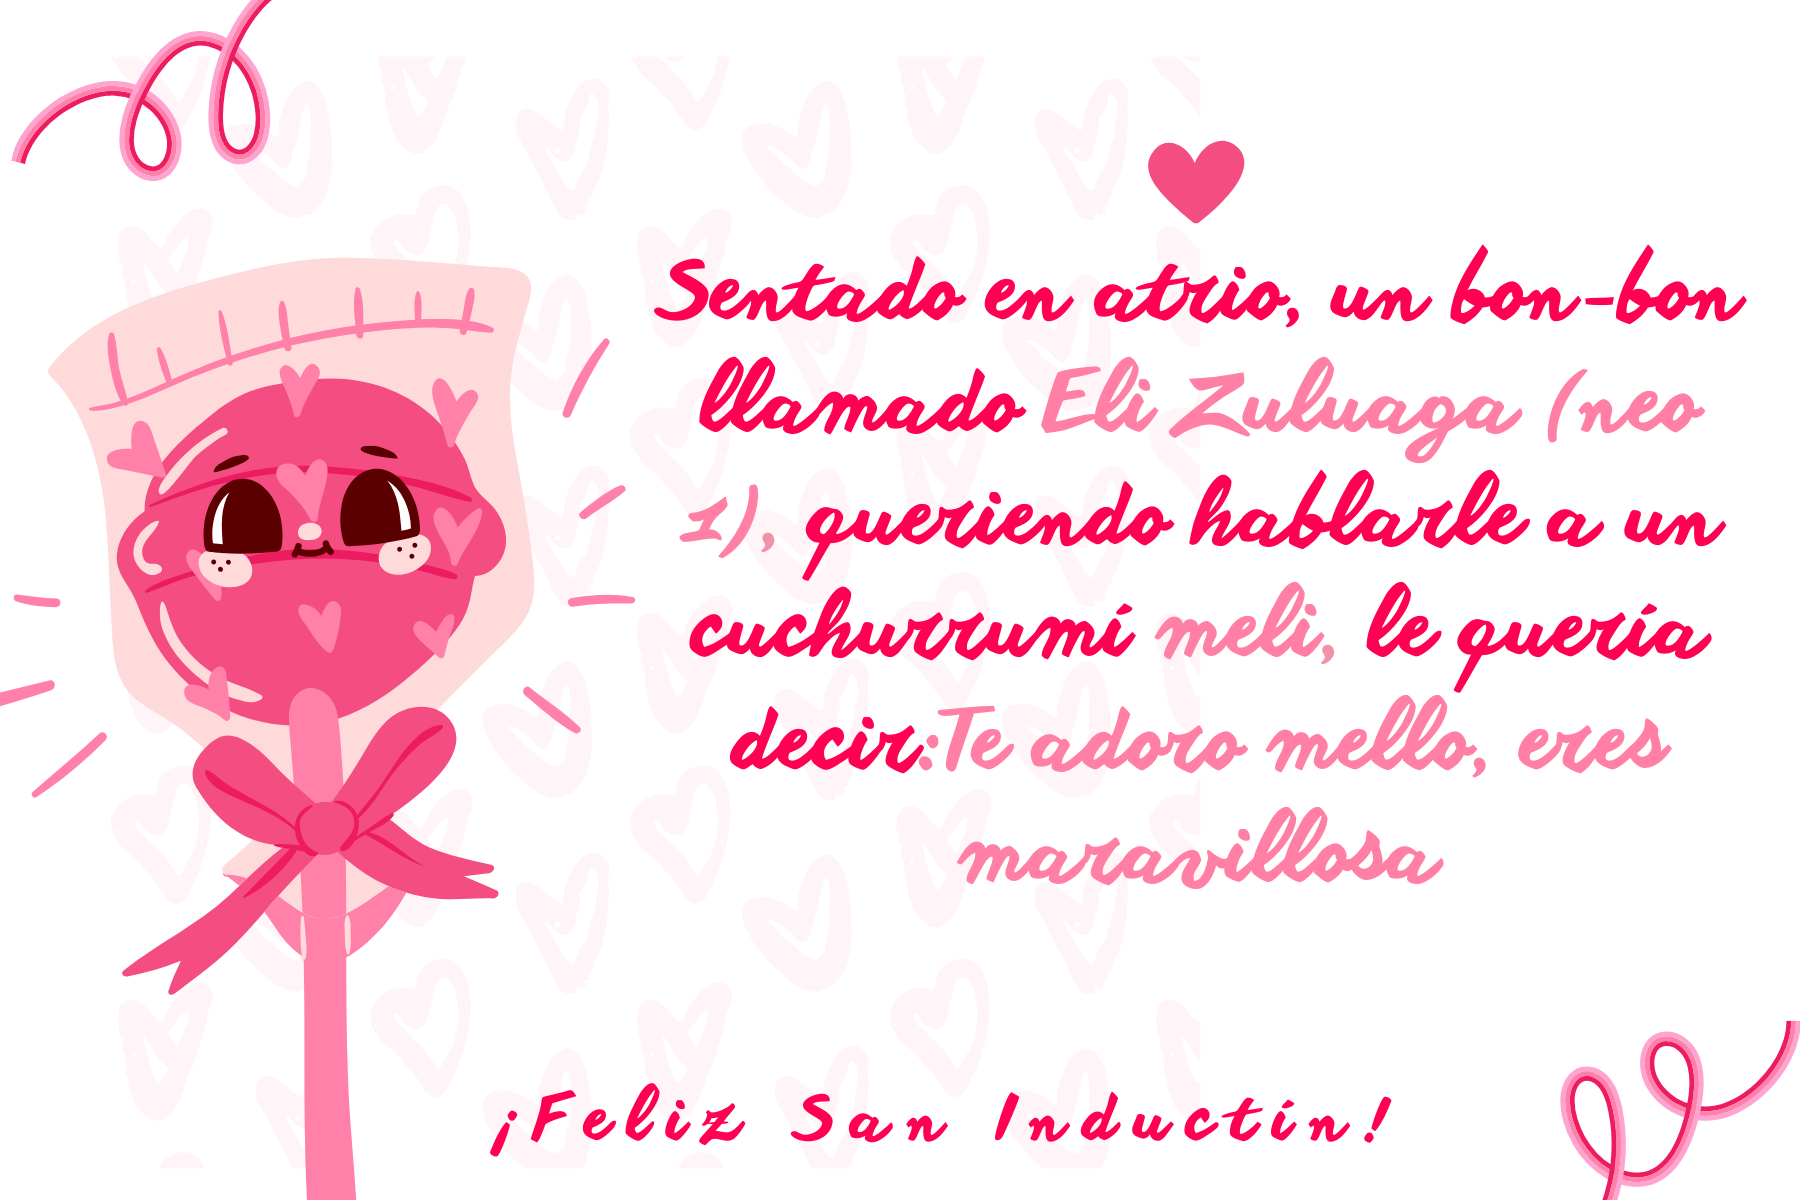 Sentado en atrio, un bon-bon
llamado Eli Zuluaga (neo
1), queriendo hablarle a un
cuchurrumí meli, le quería
decir:Te adoro mello, eres
maravillosa
¡Feliz San Inductín!